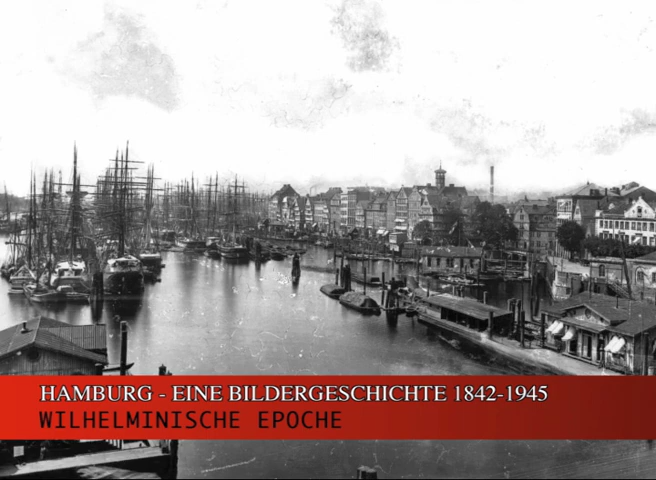 HAMBURG - EINE BILDERGESCHICHTE 1842-1945
WILHELMINISCHE EPOCHE